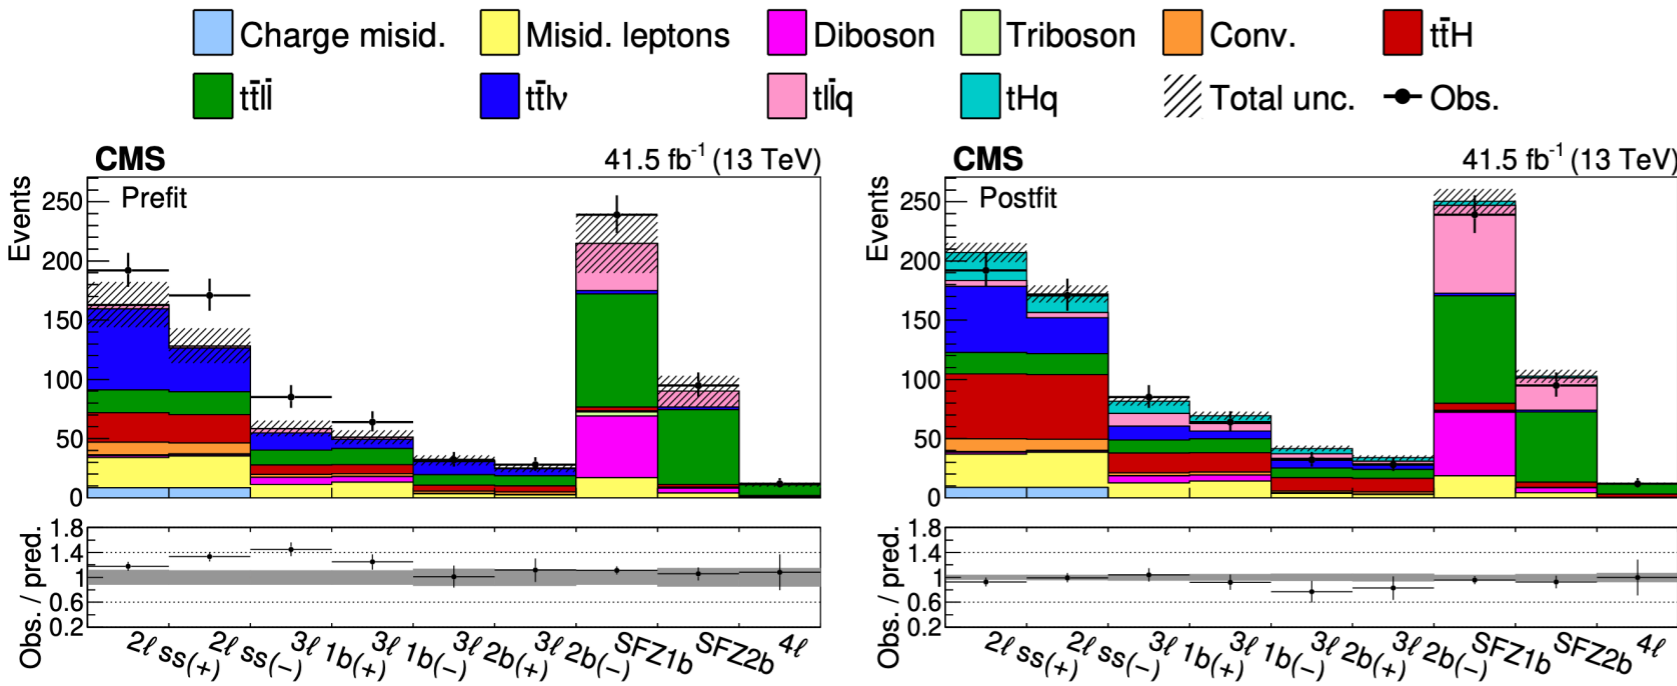 Charge misid. Misid. leptons Diboson Triboson Conv. tt̄H
tt̄ll̄ tt̄lν tll̄q tHq Total unc. Obs.
CMS 41.5 fb⁻¹ (13 TeV)
Prefit
Events
250
200
150
100
50
0
Obs. / pred.
1.8
1.4
1
0.6
0.2
2ℓ ss(+) 2ℓ ss(−) 3ℓ 1b(+) 3ℓ 1b(−) 3ℓ 2b(+) 3ℓ 2b(−) SFZ1b SFZ2b 4ℓ
CMS 41.5 fb⁻¹ (13 TeV)
Postfit
Events
250
200
150
100
50
0
Obs. / pred.
1.8
1.4
1
0.6
0.2
2ℓ ss(+) 2ℓ ss(−) 3ℓ 1b(+) 3ℓ 1b(−) 3ℓ 2b(+) 3ℓ 2b(−) SFZ1b SFZ2b 4ℓ